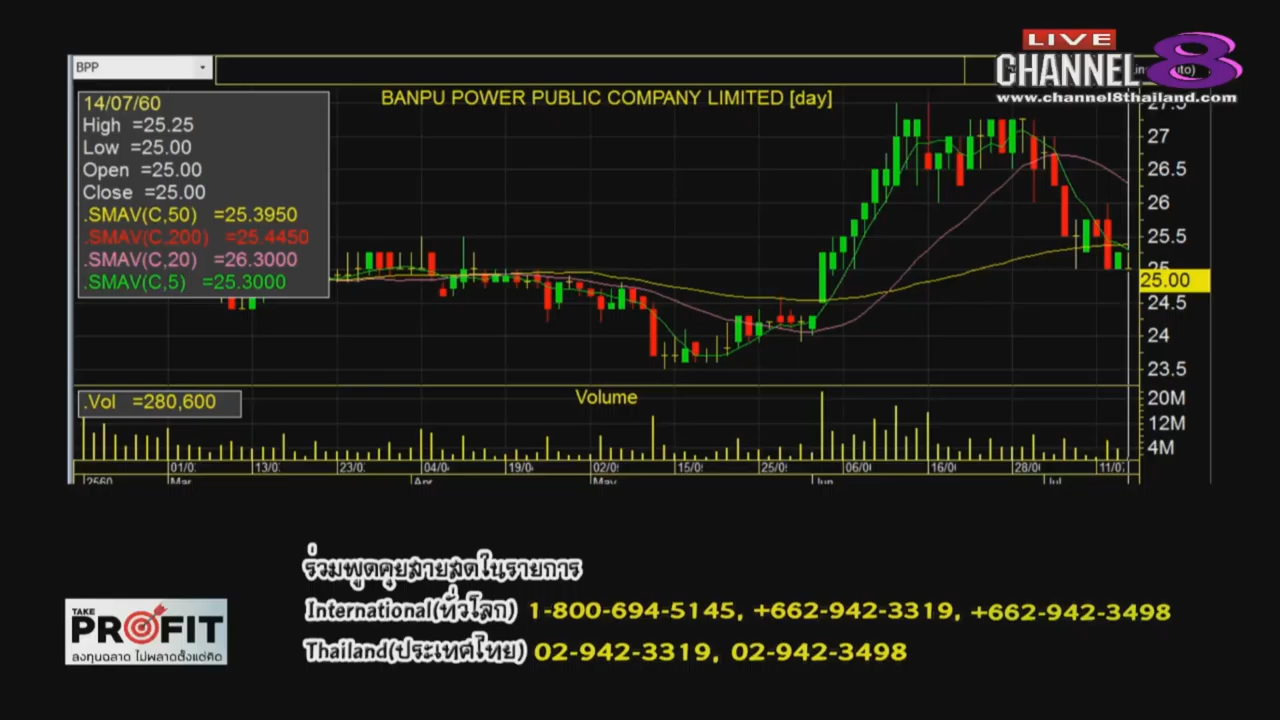 LIVE
CHANNEL 8
www.channel8thailand.com
BPP
BANPU POWER PUBLIC COMPANY LIMITED [day]
14/07/60
High =25.25
Low =25.00
Open =25.00
Close =25.00
.SMAV(C,50) =25.3950
.SMAV(C,200) =25.4450
.SMAV(C,20) =26.3000
.SMAV(C,5) =25.3000
27.5
27
26.5
26
25.5
25
25.00
24.5
24
23.5
.Vol =280,600
Volume
20M
12M
4M
01/0 13/0 23/0 04/0 19/0 02/0 15/0 25/0 06/0 16/0 28/0 11/0
2560 Mar Apr May Jun Jul
ร่วมพูดคุยสายสดในรายการ
International(ทั่วโลก) 1-800-694-5145, +662-942-3319, +662-942-3498
Thailand(ประเทศไทย) 02-942-3319, 02-942-3498
TAKE
PROFIT
ลงทุนฉลาด ไม่พลาดตั้งแต่คิด